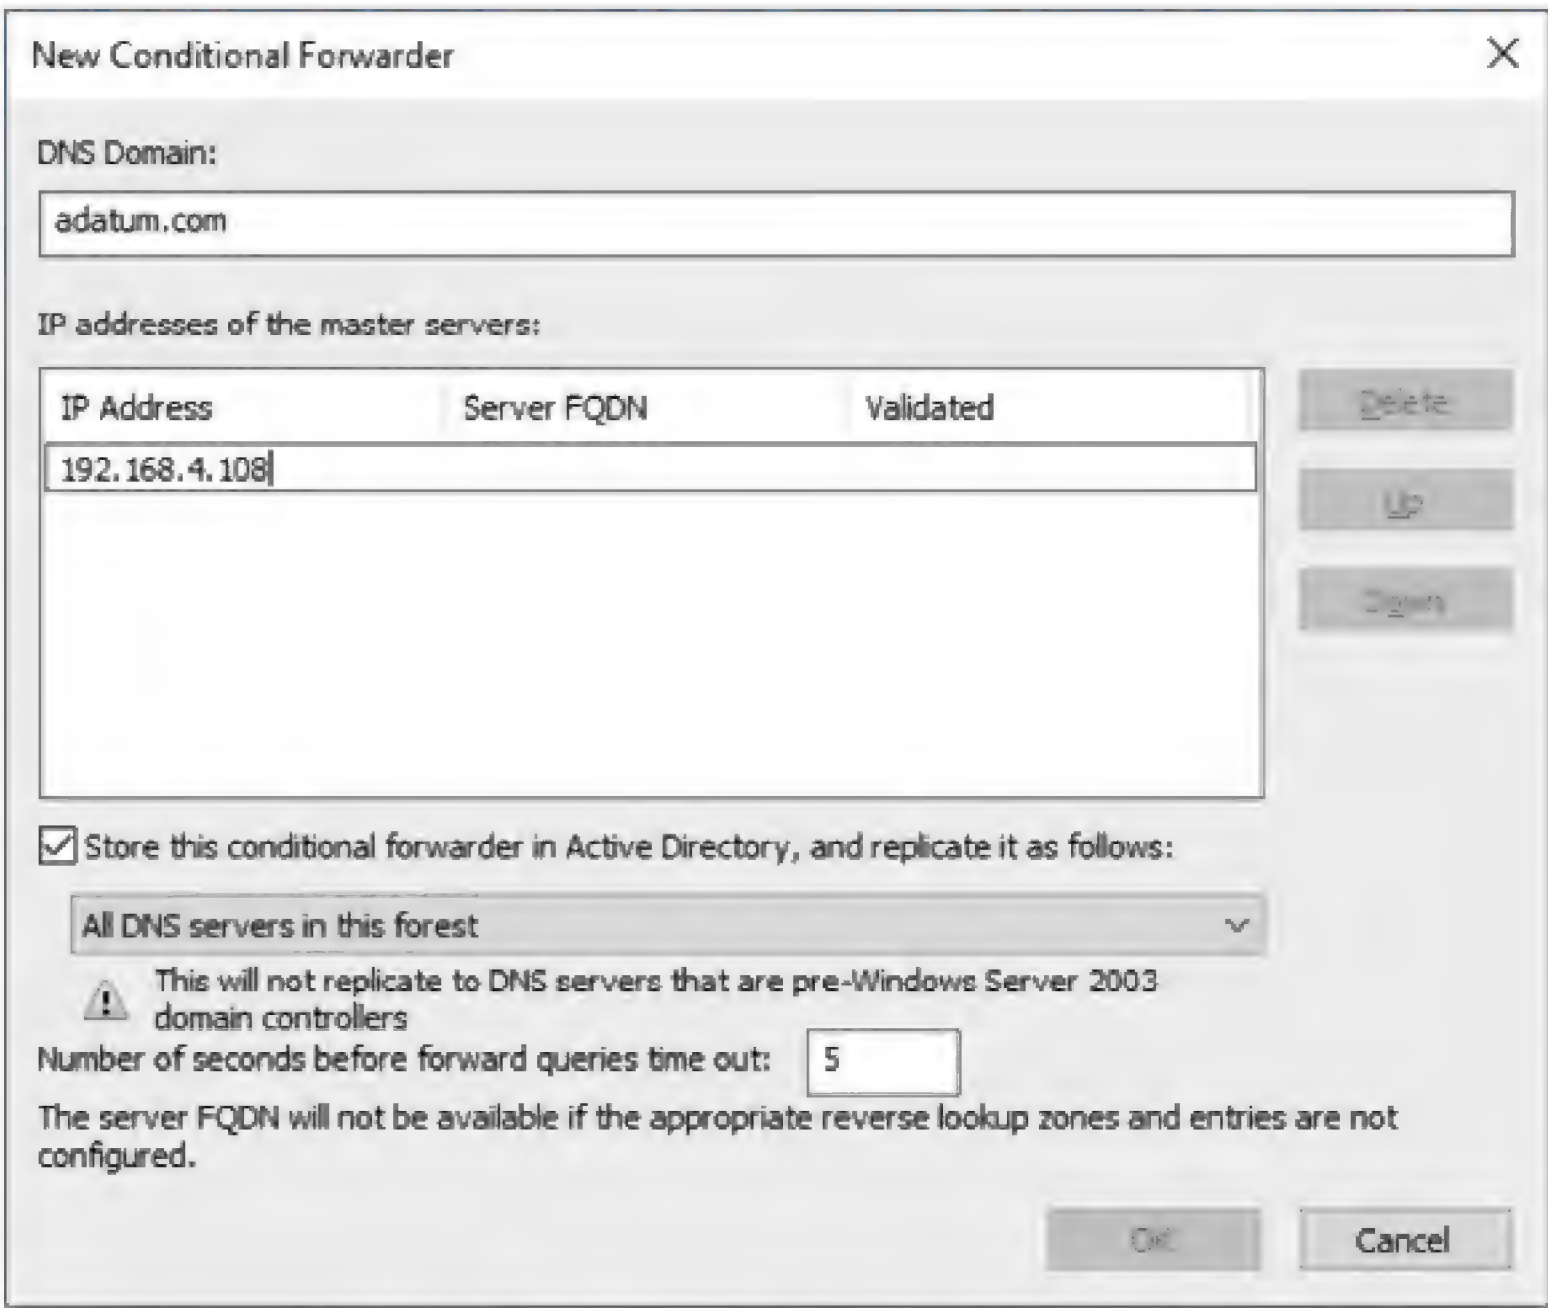 New Conditional Forwarder
DNS Domain:
adatum.com
IP addresses of the master servers:
IP Address Server FQDN Validated
192.168.4.108
Delete
Up
Down
Store this conditional forwarder in Active Directory, and replicate it as follows:
All DNS servers in this forest
This will not replicate to DNS servers that are pre-Windows Server 2003
domain controllers
Number of seconds before forward queries time out: 5
The server FQDN will not be available if the appropriate reverse lookup zones and entries are not
configured.
OK Cancel